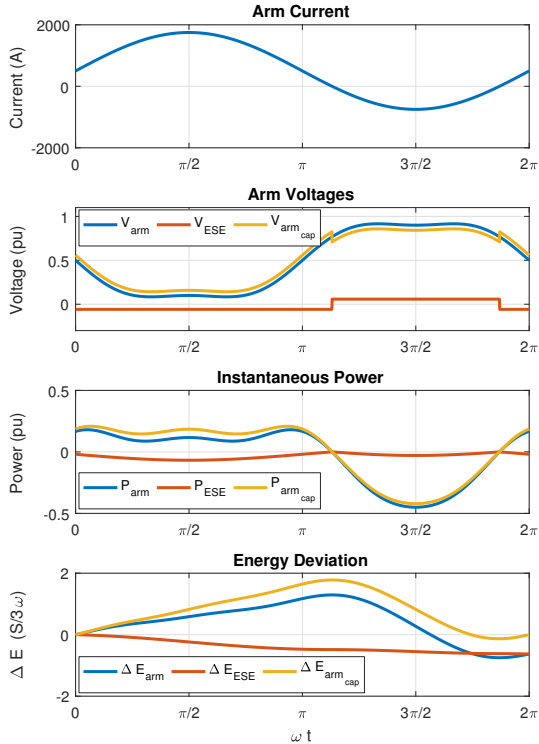 Arm Current
Current (A)
2000
0
-2000
0 π/2 π 3π/2 2π
Arm Voltages
Voltage (pu)
1
0.5
0
V_arm V_ESE V_arm_cap
0 π/2 π 3π/2 2π
Instantaneous Power
Power (pu)
0.5
0
-0.5
P_arm P_ESE P_arm_cap
0 π/2 π 3π/2 2π
Energy Deviation
Δ E (S/3ω)
2
0
-2
Δ E_arm Δ E_ESE Δ E_arm_cap
0 π/2 π 3π/2 2π
ω t